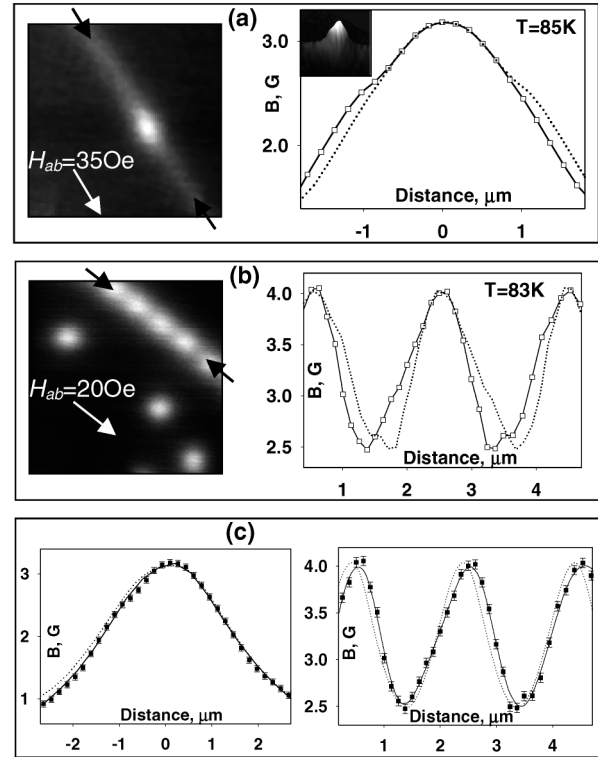 (a)
H_ab=35Oe
T=85K
B, G
3.0
2.0
Distance, μm
-1
0
1
(b)
H_ab=20Oe
T=83K
B, G
4.0
3.5
3.0
2.5
Distance, μm
1
2
3
4
(c)
B, G
3
2
1
Distance, μm
-2
-1
0
1
2
B, G
4.0
3.5
3.0
2.5
Distance, μm
1
2
3
4